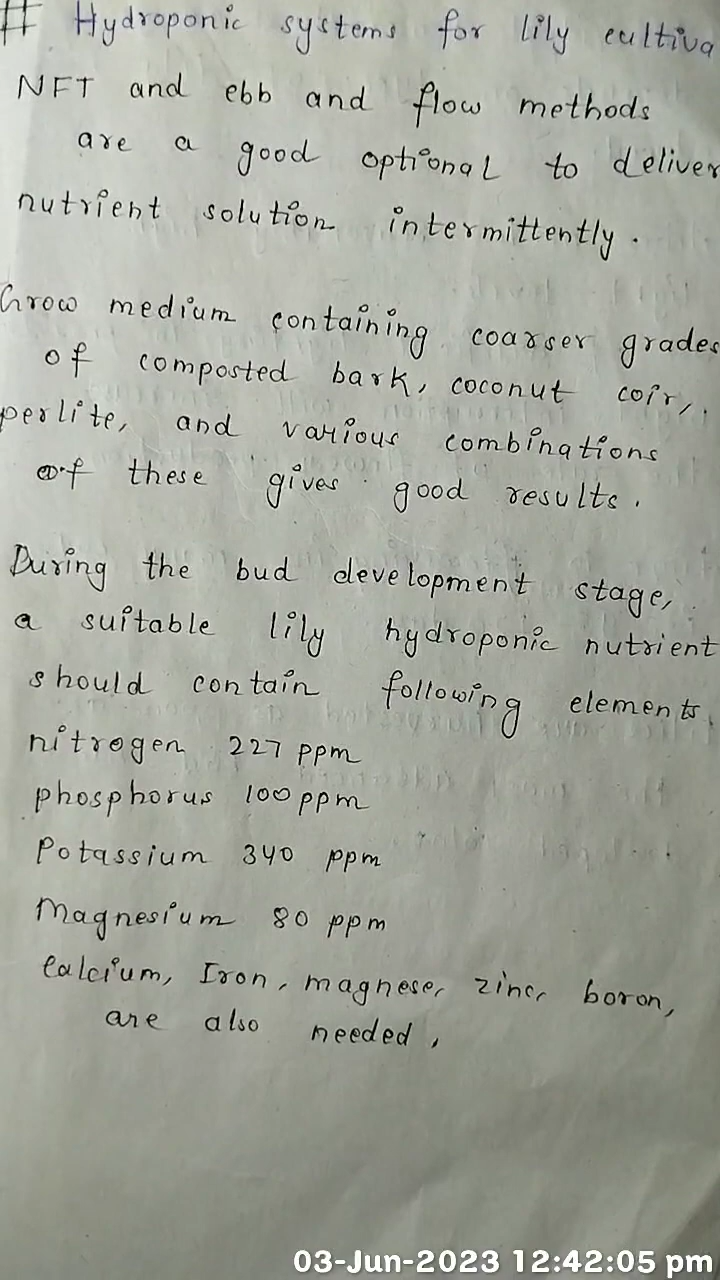 # Hydroponic systems for lily cultiva
NFT and ebb and flow methods
are a good optional to deliver
nutrient solution intermittently.
Grow medium containing coarser grades
of composted bark, coconut coir,.
perlite, and various combinations
of these gives good results.
During the bud development stage,
a suitable lily hydroponic nutrient
should contain following elements.
nitrogen 227 ppm
phosphorus 100 ppm
Potassium 340 ppm
Magnesium 80 ppm
Calcium, Iron, magnese, zinc, boron,
are also needed,
03-Jun-2023 12:42:05 pm